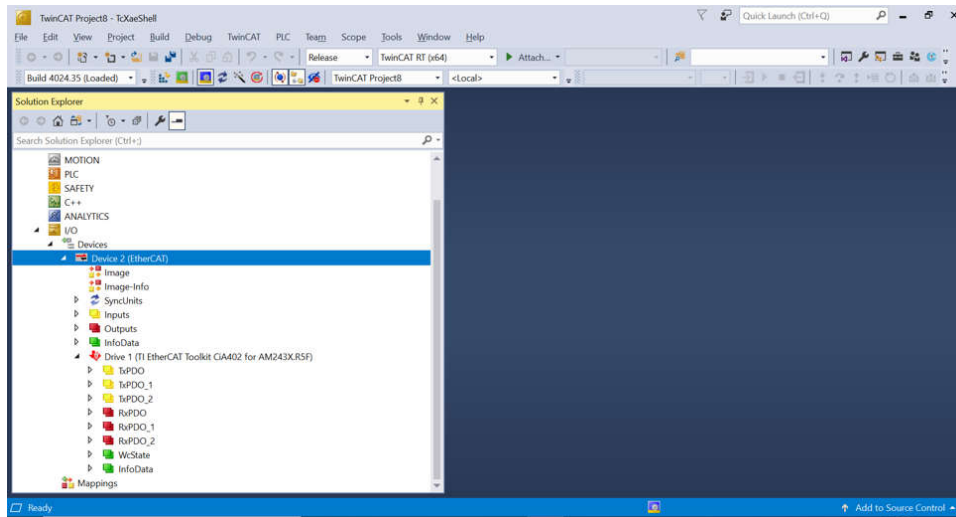 TwinCAT Project8 - TcXaeShell
Quick Launch (Ctrl+Q)
File Edit View Project Build Debug TwinCAT PLC Team Scope Tools Window Help
Release TwinCAT RT (x64) Attach...
Build 4024.35 (Loaded) TwinCAT Project8 <Local>
Solution Explorer
Search Solution Explorer (Ctrl+;)
MOTION
PLC
SAFETY
C++
ANALYTICS
I/O
Devices
Device 2 (EtherCAT)
Image
Image-Info
SyncUnits
Inputs
Outputs
InfoData
Drive 1 (TI EtherCAT Toolkit CiA402 for AM243X.R5F)
TxPDO
TxPDO_1
TxPDO_2
RxPDO
RxPDO_1
RxPDO_2
WcState
InfoData
Mappings
Ready
Add to Source Control